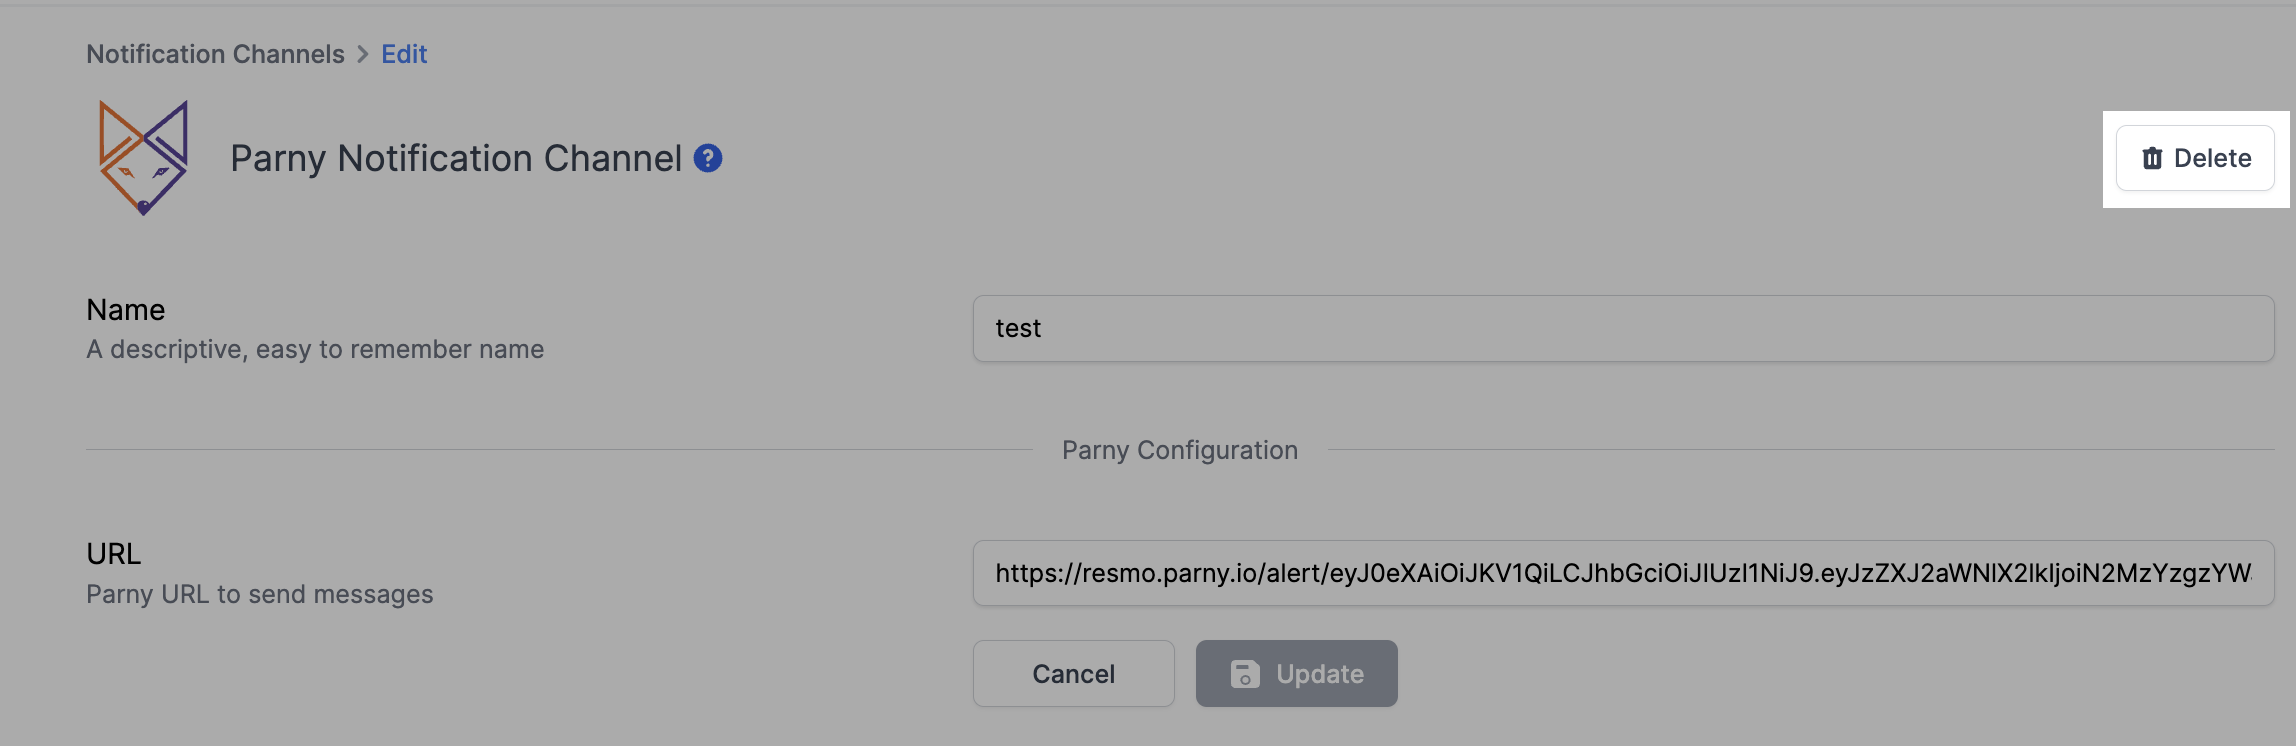 Notification Channels > Edit
Parny Notification Channel ?
Delete
Name
A descriptive, easy to remember name
test
Parny Configuration
URL
Parny URL to send messages
https://resmo.parny.io/alert/eyJ0eXAiOiJKV1QiLCJhbGciOiJIUzI1NiJ9.eyJzZXJ2aWNlX2lkIjoiN2MzYzgzYW
Cancel
Update